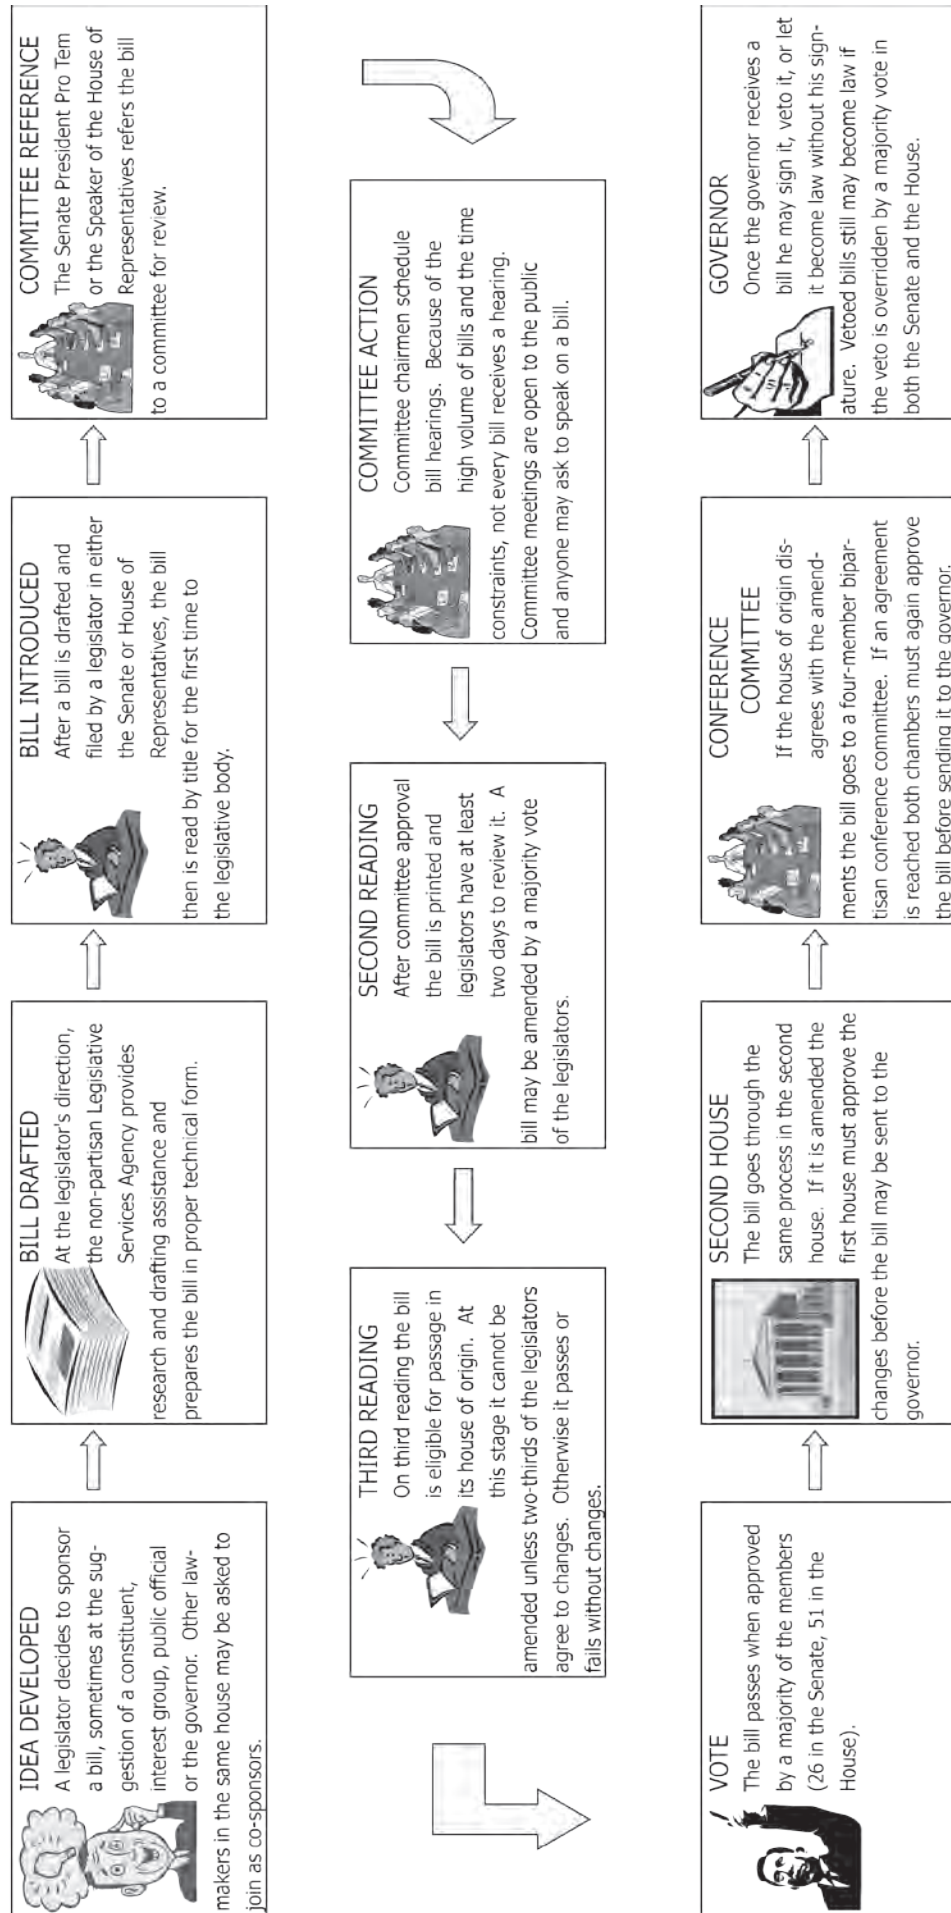 IDEA DEVELOPED
A legislator decides to sponsor
a bill, sometimes at the sug-
gestion of a constituent,
interest group, public official
or the governor. Other law-
makers in the same house may be asked to
join as co-sponsors.
BILL DRAFTED
At the legislator's direction,
the non-partisan Legislative
Services Agency provides
research and drafting assistance and
prepares the bill in proper technical form.
BILL INTRODUCED
After a bill is drafted and
filed by a legislator in either
the Senate or House of
Representatives, the bill
then is read by title for the first time to
the legislative body.
COMMITTEE REFERENCE
The Senate President Pro Tem
or the Speaker of the House of
Representatives refers the bill
to a committee for review.
COMMITTEE ACTION
Committee chairmen schedule
bill hearings. Because of the
high volume of bills and the time
constraints, not every bill receives a hearing.
Committee meetings are open to the public
and anyone may ask to speak on a bill.
SECOND READING
After committee approval
the bill is printed and
legislators have at least
two days to review it. A
bill may be amended by a majority vote
of the legislators.
THIRD READING
On third reading the bill
is eligible for passage in
its house of origin. At
this stage it cannot be
amended unless two-thirds of the legislators
agree to changes. Otherwise it passes or
fails without changes.
VOTE
The bill passes when approved
by a majority of the members
(26 in the Senate, 51 in the
House).
SECOND HOUSE
The bill goes through the
same process in the second
house. If it is amended the
first house must approve the
changes before the bill may be sent to the
governor.
CONFERENCE
COMMITTEE
If the house of origin dis-
agrees with the amend-
ments the bill goes to a four-member bipar-
tisan conference committee. If an agreement
is reached both chambers must again approve
the bill before sending it to the governor.
GOVERNOR
Once the governor receives a
bill he may sign it, veto it, or let
it become law without his sign-
ature. Vetoed bills still may become law if
the veto is overridden by a majority vote in
both the Senate and the House.